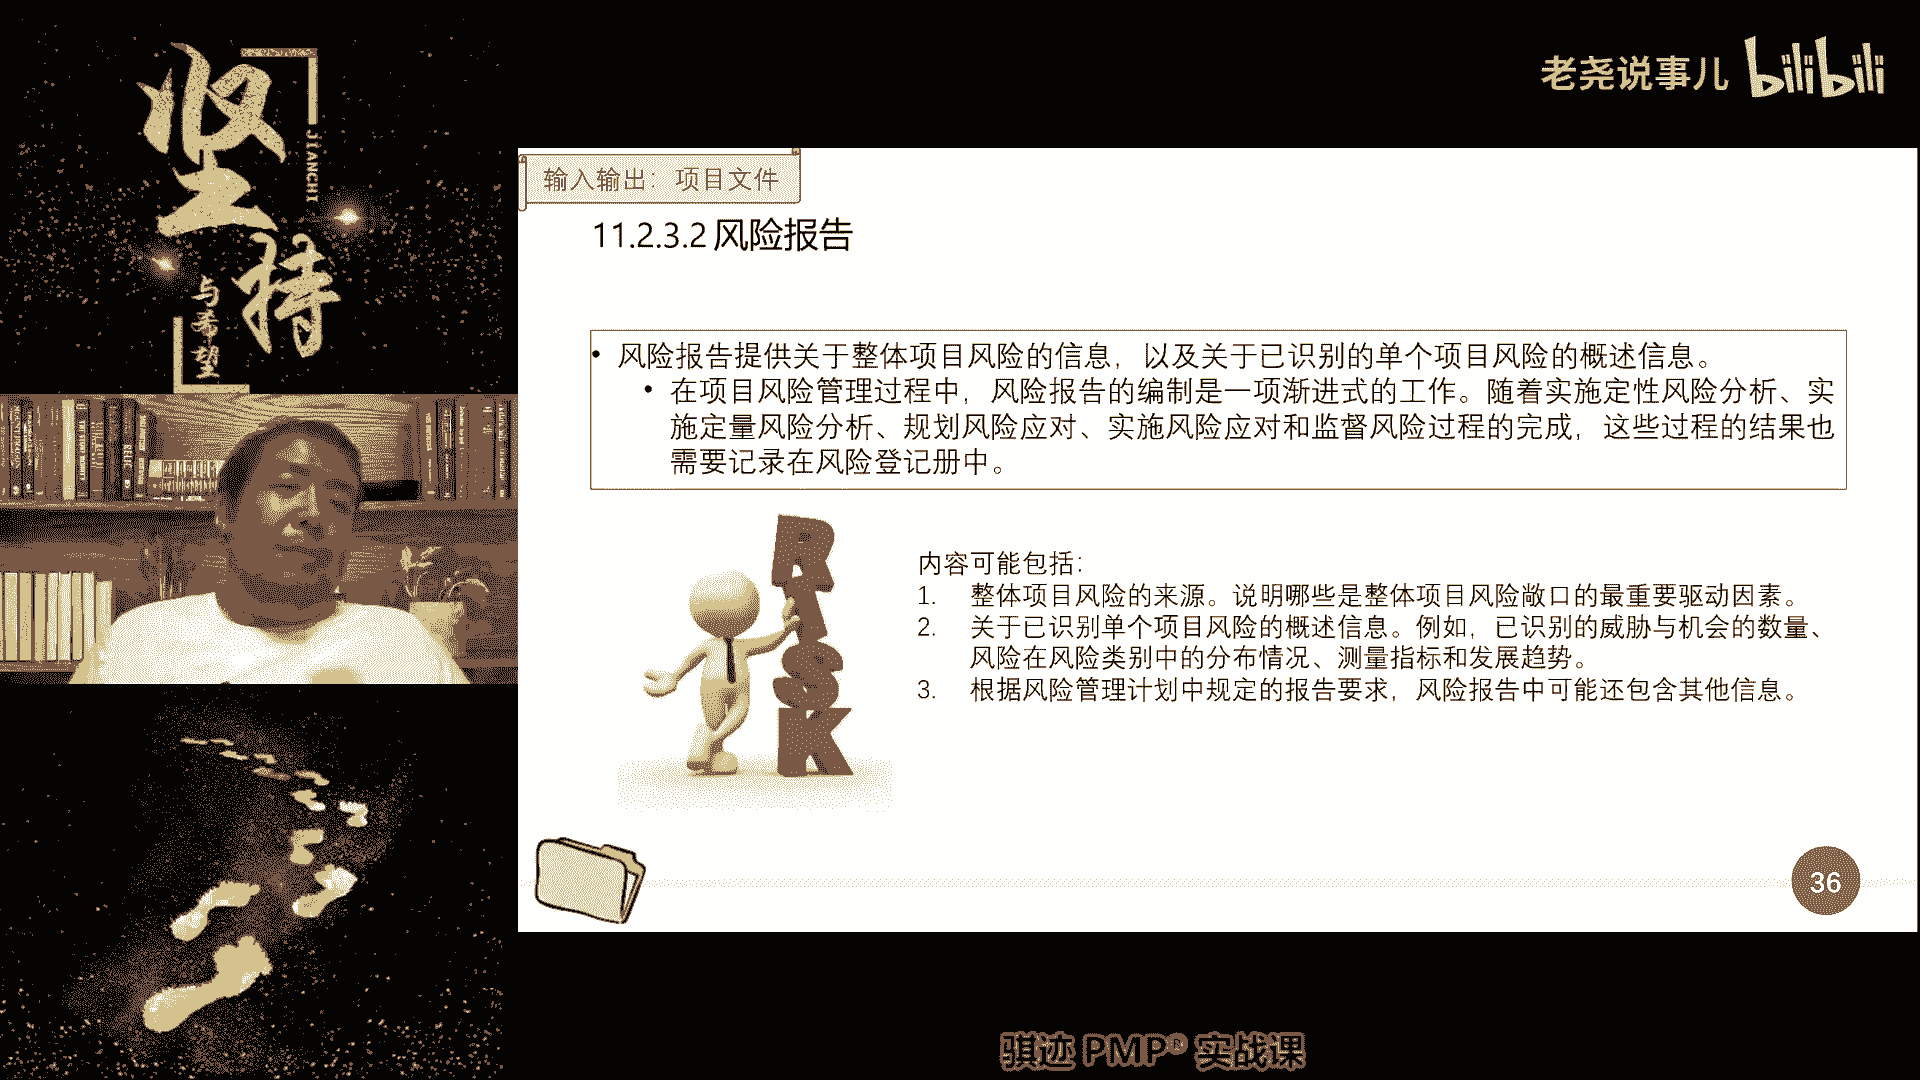 坚
持
JIANCHI
与希望
老尧说事儿 bilibili
输入输出：项目文件
11.2.3.2 风险报告
• 风险报告提供关于整体项目风险的信息，以及关于已识别的单个项目风险的概述信息。
• 在项目风险管理过程中，风险报告的编制是一项渐进式的工作。随着实施定性风险分析、实
施定量风险分析、规划风险应对、实施风险应对和监督风险过程的完成，这些过程的结果也
需要记录在风险登记册中。
RISK
内容可能包括：
1. 整体项目风险的来源。说明哪些是整体项目风险敞口的最重要驱动因素。
2. 关于已识别单个项目风险的概述信息。例如，已识别的威胁与机会的数量、
风险在风险类别中的分布情况、测量指标和发展趋势。
3. 根据风险管理计划中规定的报告要求，风险报告中可能还包含其他信息。
36
骐迹 PMP® 实战课